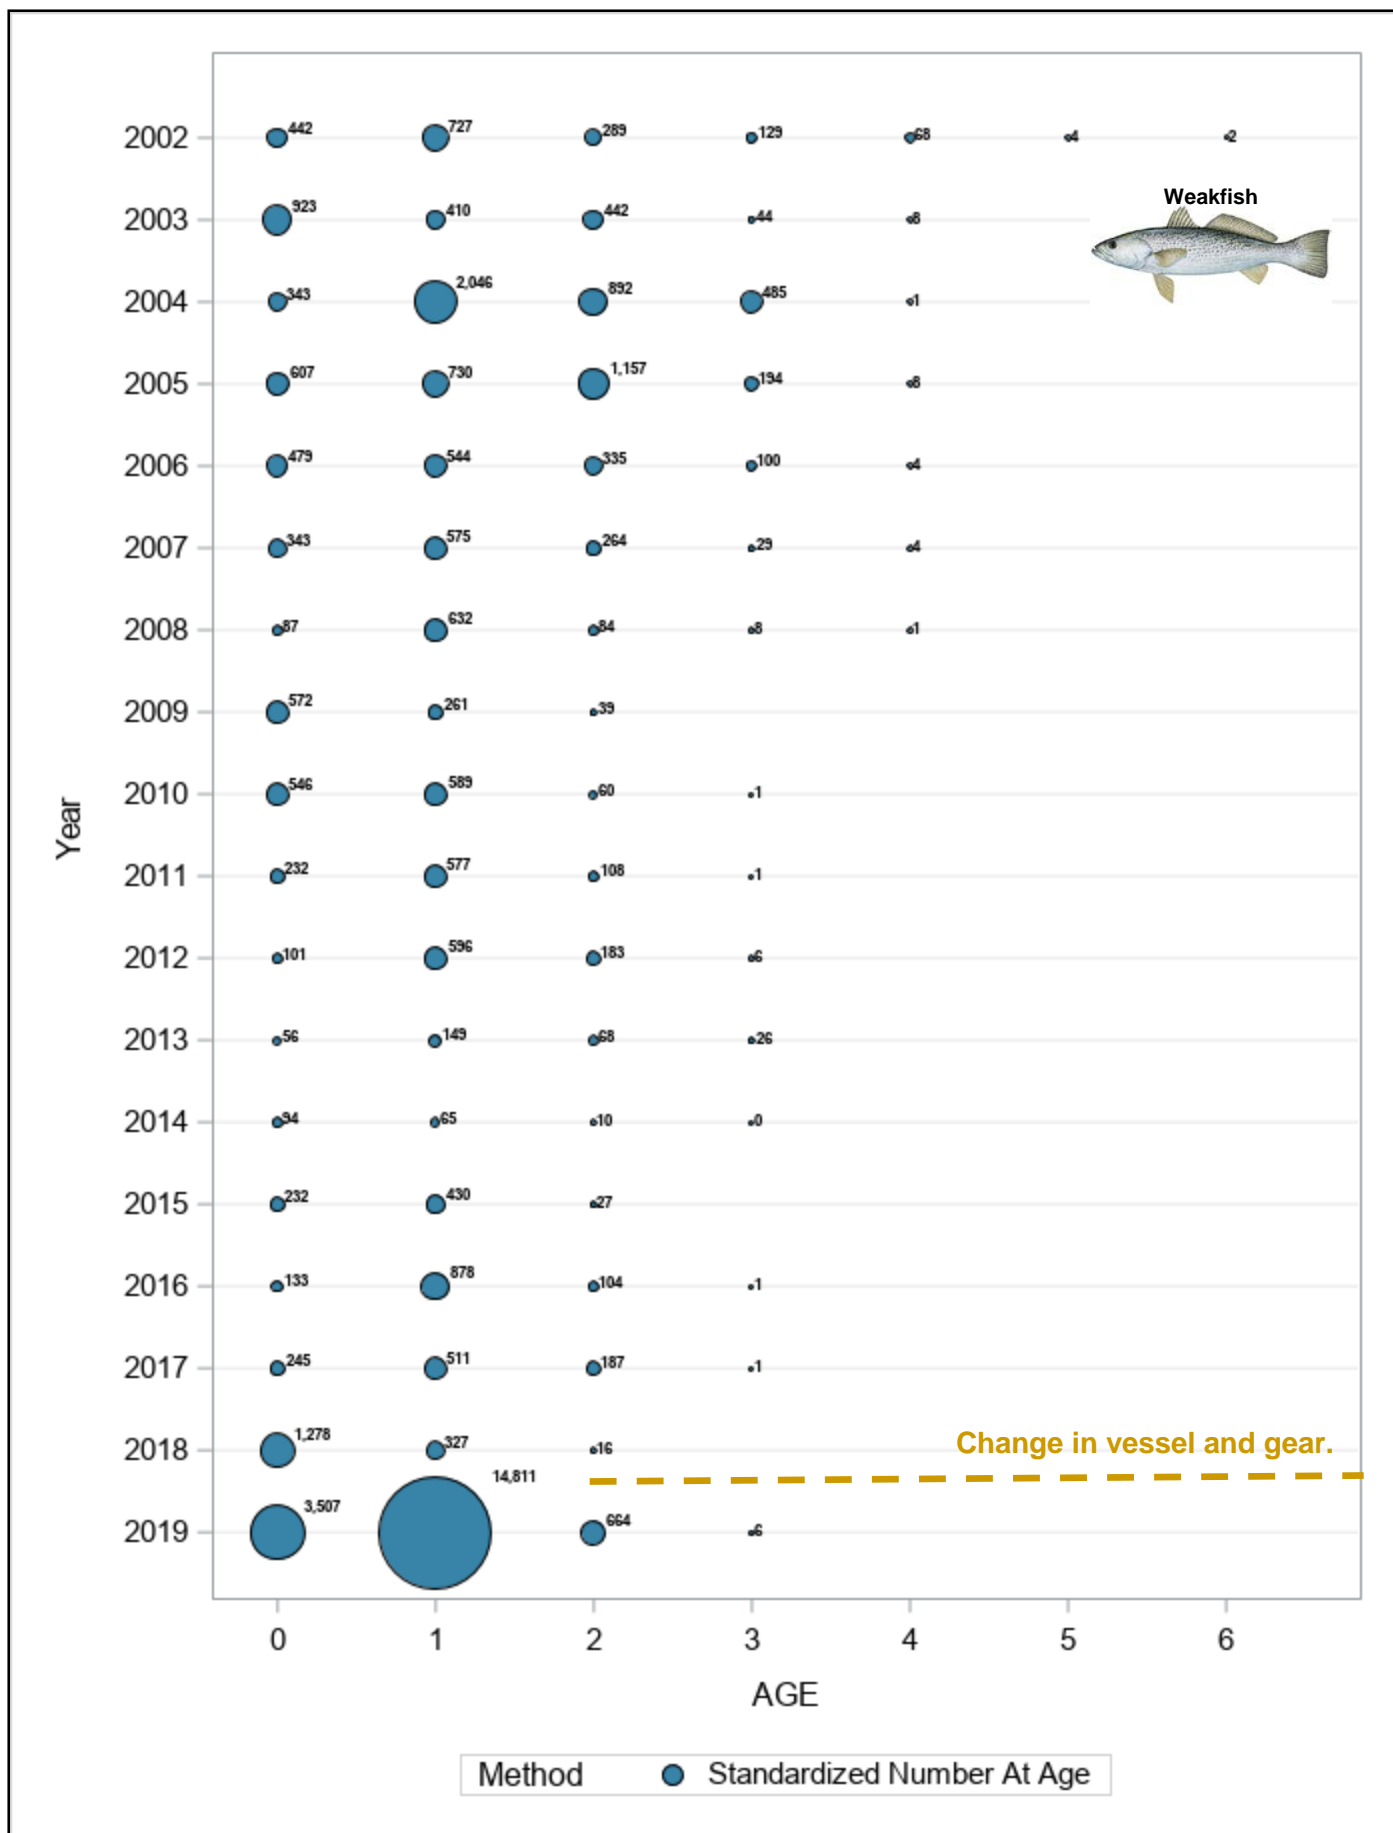 2002 442 727 289 129 68 4 2
Weakfish
2003 923 410 442 44 8
2004 343 2,046 892 485 1
2005 607 730 1,157 194 8
2006 479 544 335 100 4
2007 343 575 264 29 4
2008 87 632 84 8 1
2009 572 261 39
2010 546 589 60 1
Year
2011 232 577 108 1
2012 101 596 183 6
2013 56 149 68 26
2014 94 65 10 0
2015 232 430 27
2016 133 878 104 1
2017 245 511 187 1
2018 1,278 327 16
Change in vessel and gear.
2019 3,507 14,811 664 6
0 1 2 3 4 5 6
AGE
Method Standardized Number At Age